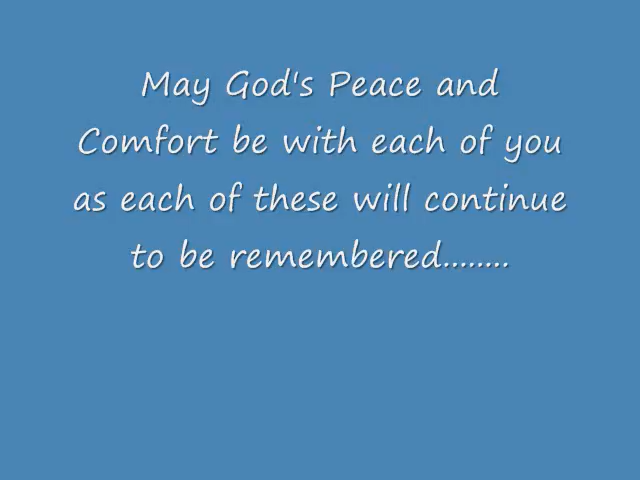 May God's Peace and
Comfort be with each of you
as each of these will continue
to be remembered........